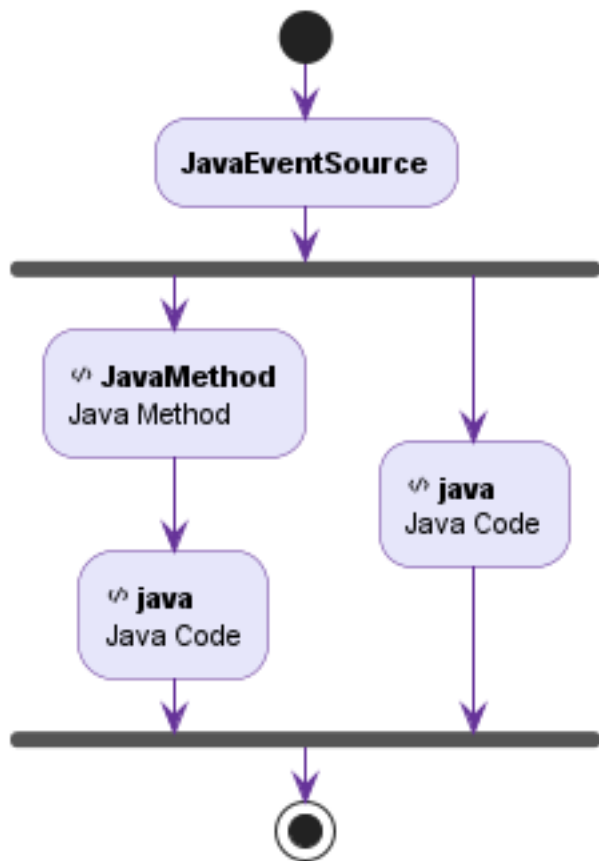 JavaEventSource
</> JavaMethod
Java Method
</> java
Java Code
</> java
Java Code